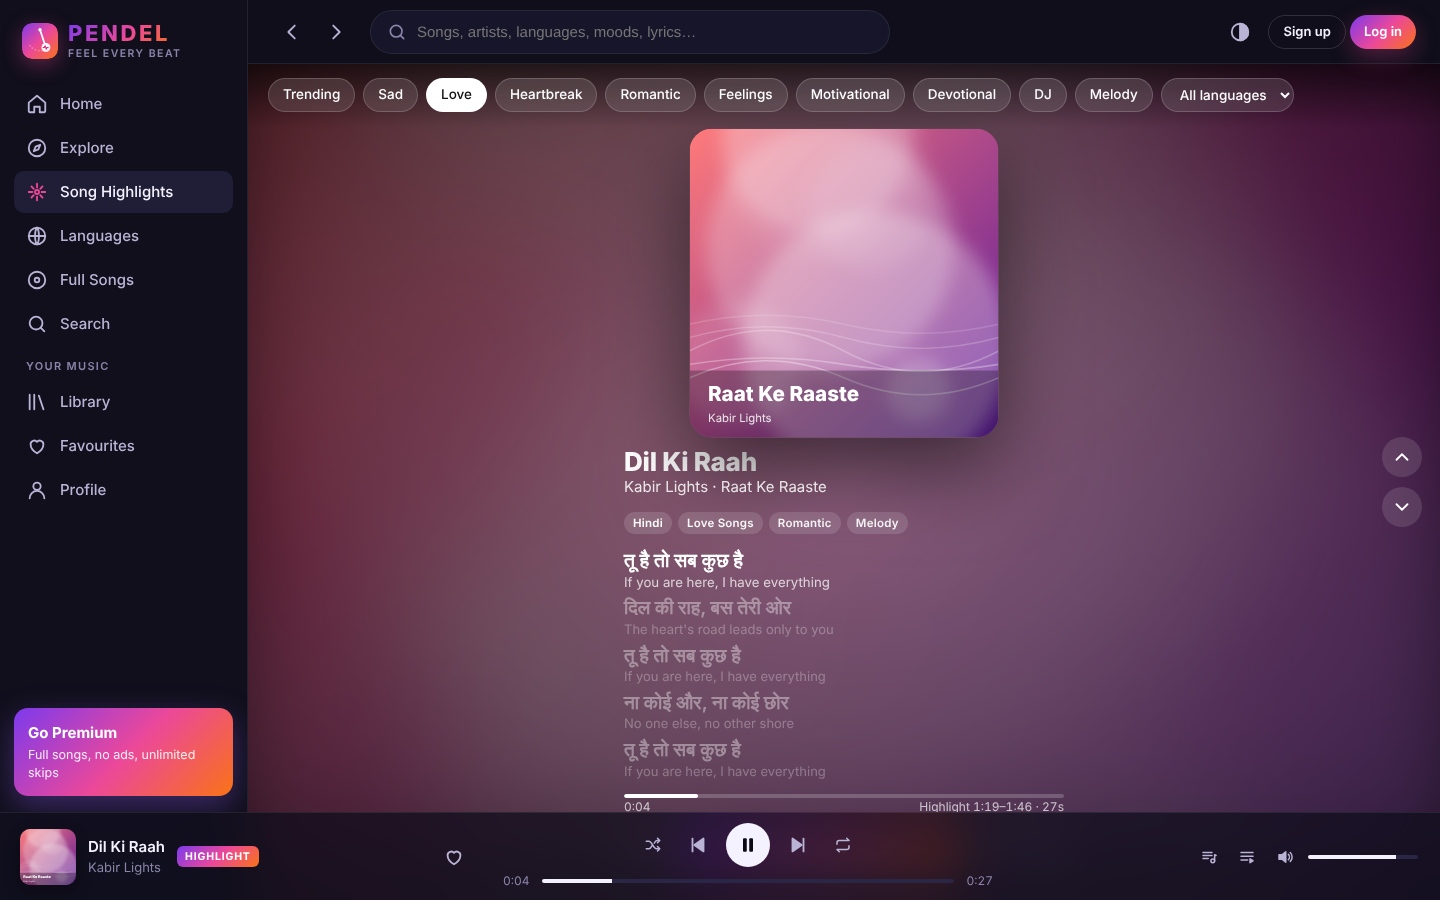 PENDEL
FEEL EVERY BEAT
Songs, artists, languages, moods, lyrics…
Sign up
Log in
Home
Explore
Song Highlights
Languages
Full Songs
Search
YOUR MUSIC
Library
Favourites
Profile
Go Premium
Full songs, no ads, unlimited
skips
Trending
Sad
Love
Heartbreak
Romantic
Feelings
Motivational
Devotional
DJ
Melody
All languages
Raat Ke Raaste
Kabir Lights
Dil Ki Raah
Kabir Lights · Raat Ke Raaste
Hindi
Love Songs
Romantic
Melody
तू है तो सब कुछ है
If you are here, I have everything
दिल की राह, बस तेरी ओर
The heart's road leads only to you
तू है तो सब कुछ है
If you are here, I have everything
ना कोई और, ना कोई छोर
No one else, no other shore
तू है तो सब कुछ है
If you are here, I have everything
0:04
Highlight 1:19–1:46 · 27s
Dil Ki Raah
Kabir Lights
HIGHLIGHT
0:04
0:27